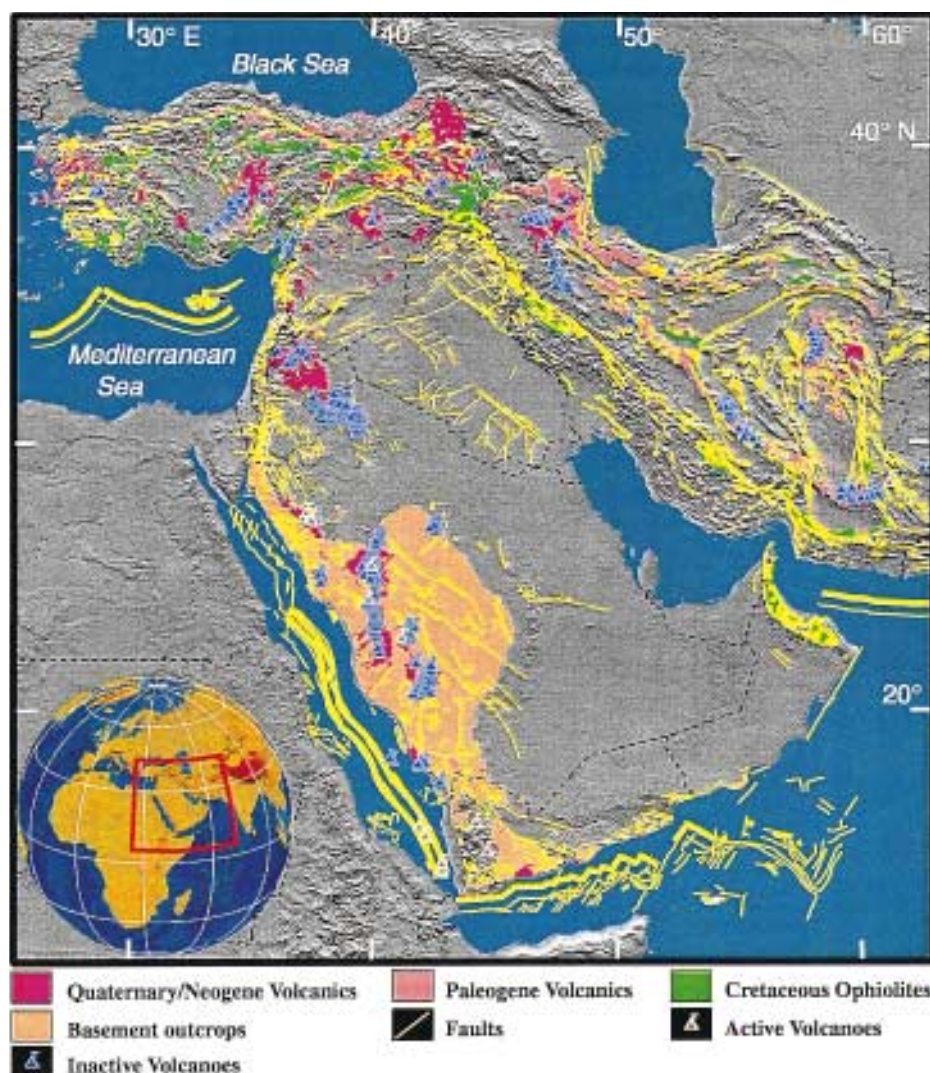 30° E
40
50°
60°
Black Sea
40° N
Mediterranean
Sea
20°
Quaternary/Neogene Volcanics
Paleogene Volcanics
Cretaceous Ophiolites
Basement outcrops
Faults
Active Volcanoes
Inactive Volcanoes